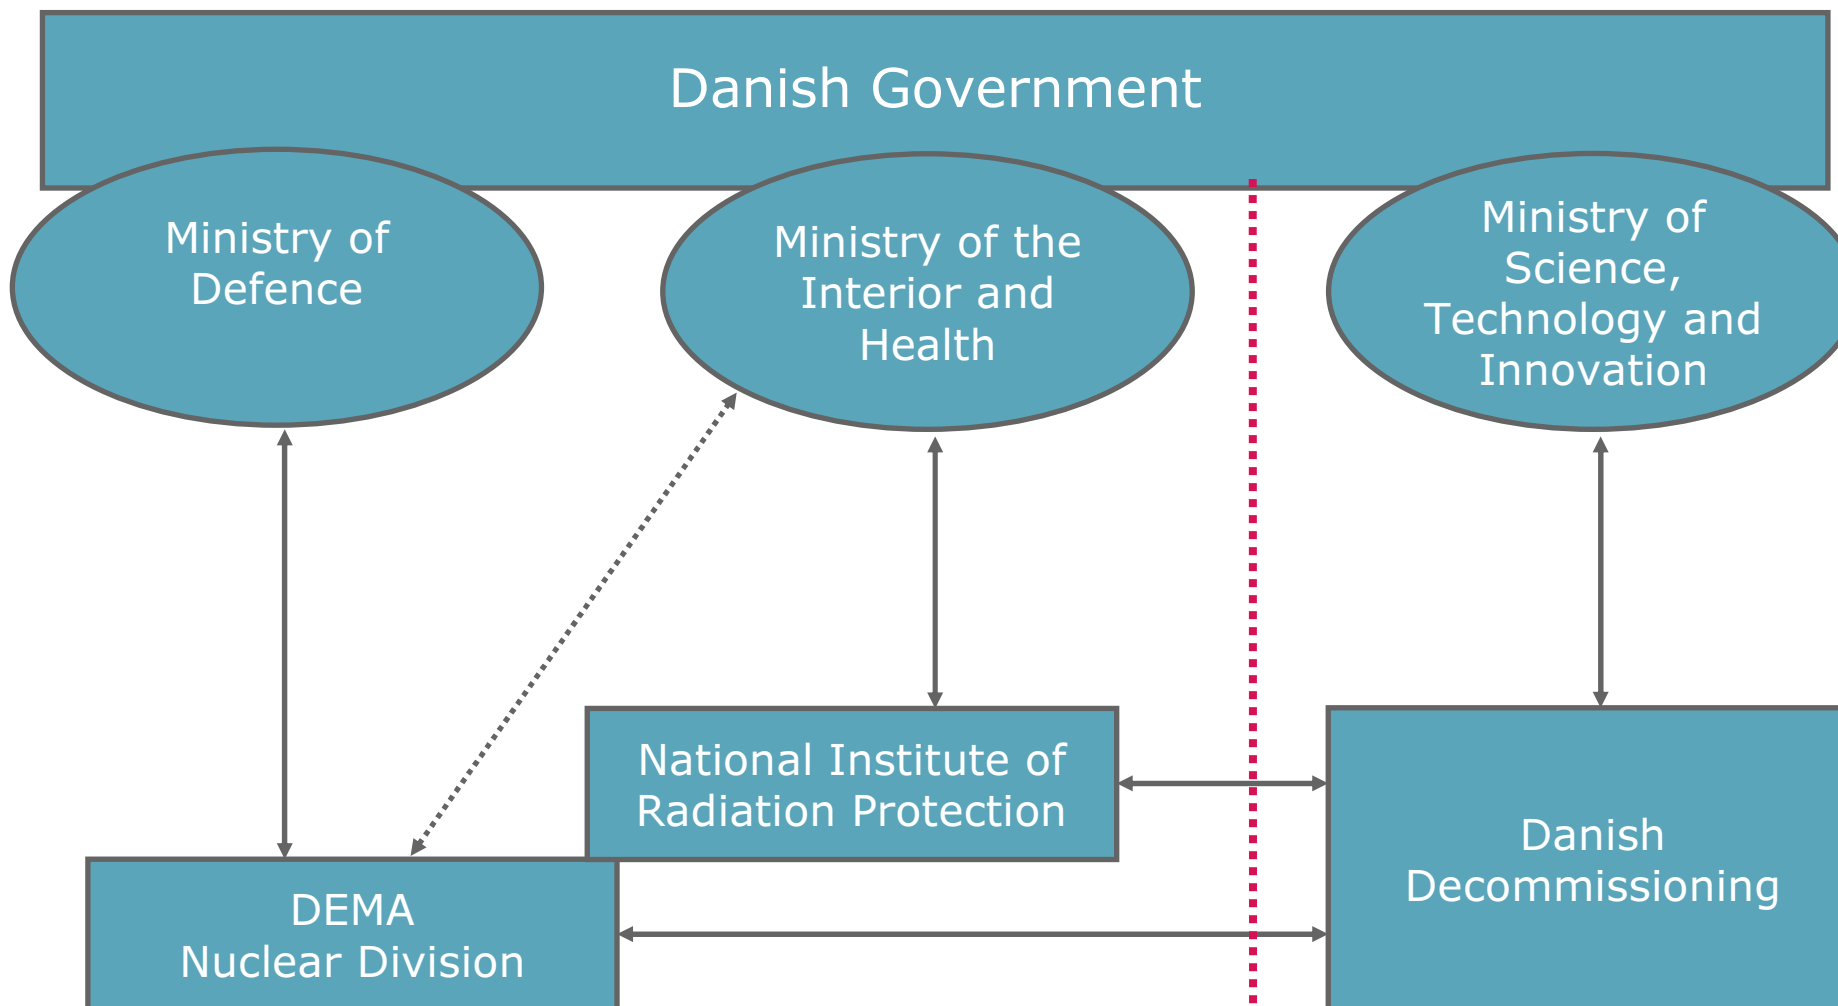 Danish Government
Ministry of
Defence
Ministry of the
Interior and
Health
Ministry of
Science,
Technology and
Innovation
National Institute of
Radiation Protection
Danish
Decommissioning
DEMA
Nuclear Division